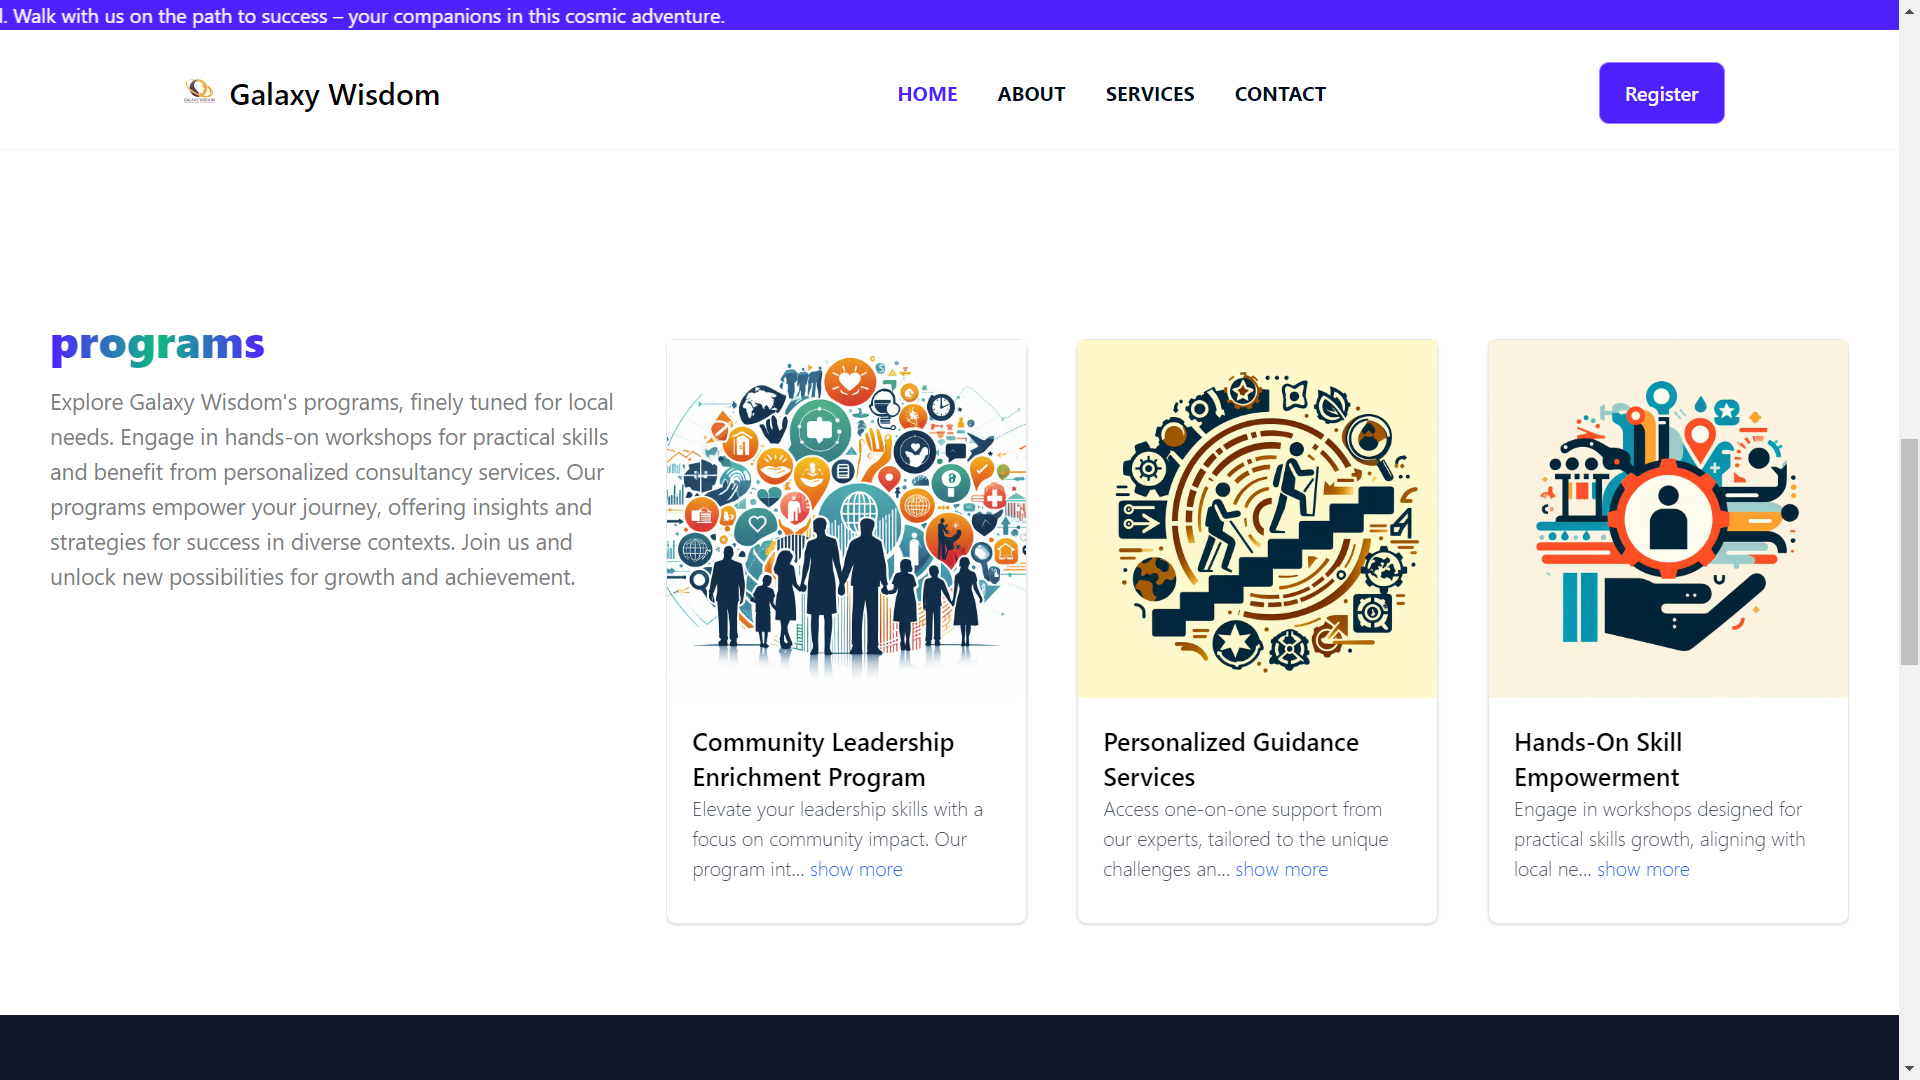 . Walk with us on the path to success – your companions in this cosmic adventure.
Galaxy Wisdom
HOME
ABOUT
SERVICES
CONTACT
Register
programs
Explore Galaxy Wisdom's programs, finely tuned for local
needs. Engage in hands-on workshops for practical skills
and benefit from personalized consultancy services. Our
programs empower your journey, offering insights and
strategies for success in diverse contexts. Join us and
unlock new possibilities for growth and achievement.
Community Leadership
Enrichment Program
Elevate your leadership skills with a
focus on community impact. Our
program int... show more
Personalized Guidance
Services
Access one-on-one support from
our experts, tailored to the unique
challenges an... show more
Hands-On Skill
Empowerment
Engage in workshops designed for
practical skills growth, aligning with
local ne... show more